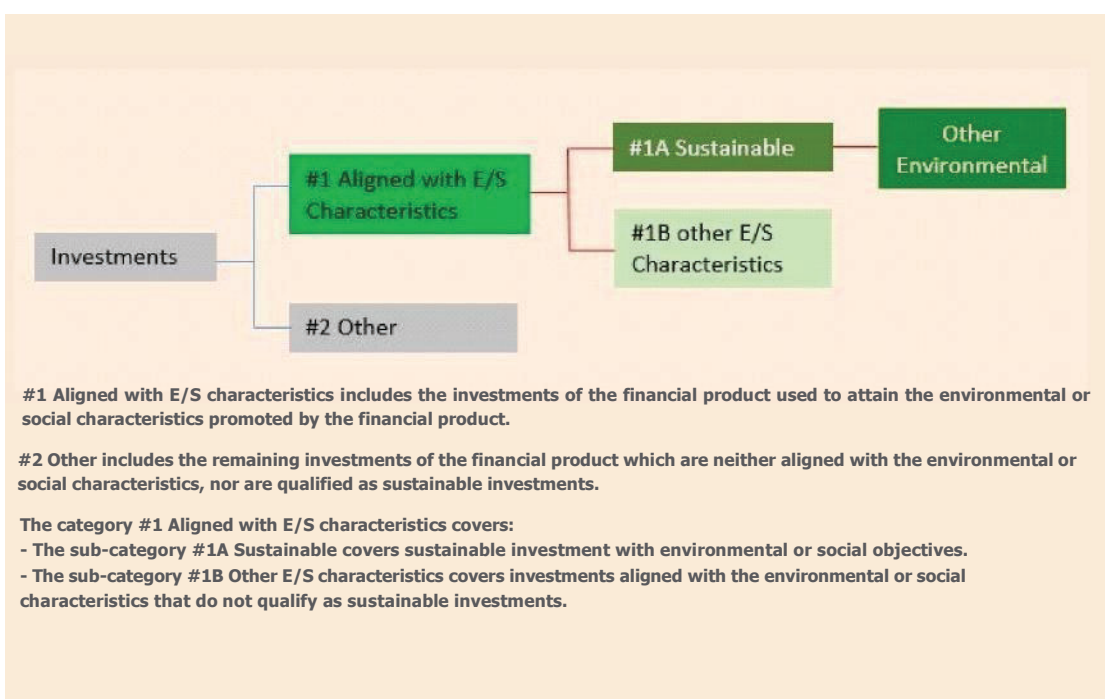 Other
Environmental
#1A Sustainable
#1 Aligned with E/S
Characteristics
#1B other E/S
Characteristics
Investments
#2 Other
#1 Aligned with E/S characteristics includes the investments of the financial product used to attain the environmental or
social characteristics promoted by the financial product.
#2 Other includes the remaining investments of the financial product which are neither aligned with the environmental or
social characteristics, nor are qualified as sustainable investments.
The category #1 Aligned with E/S characteristics covers:
- The sub-category #1A Sustainable covers sustainable investment with environmental or social objectives.
- The sub-category #1B Other E/S characteristics covers investments aligned with the environmental or social
characteristics that do not qualify as sustainable investments.